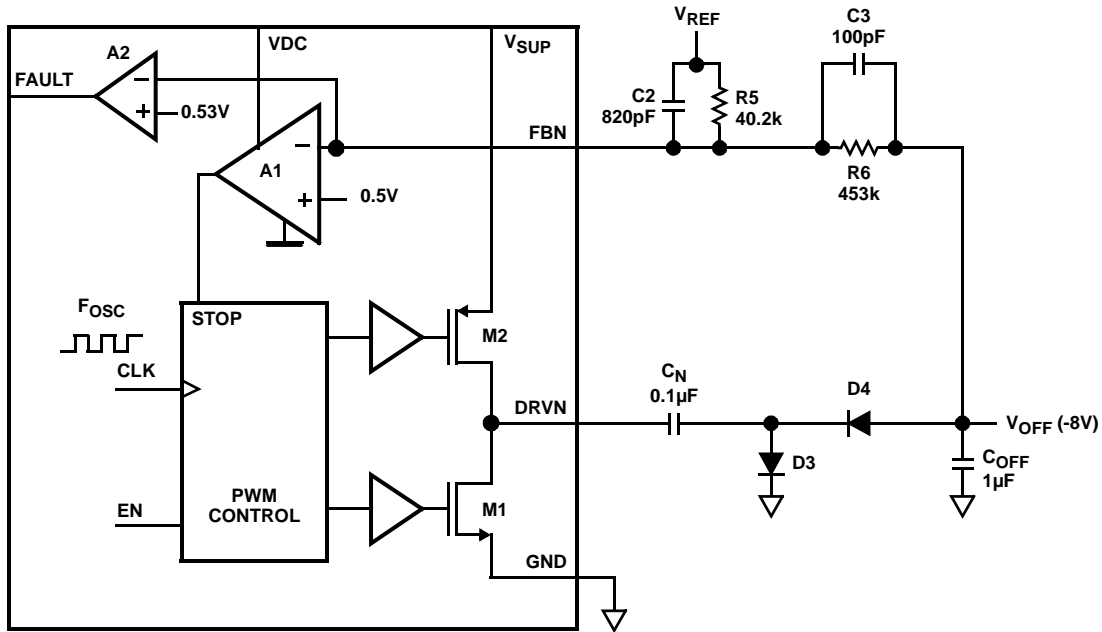 VREF
C3
100pF
A2
VDC
VSUP
FAULT
−
+
0.53V
C2
820pF
R5
40.2k
FBN
−
A1
+
0.5V
R6
453k
FOSC
STOP
M2
CLK
CN
0.1µF
D4
DRVN
VOFF (-8V)
D3
COFF
1µF
EN
PWM
CONTROL
M1
GND